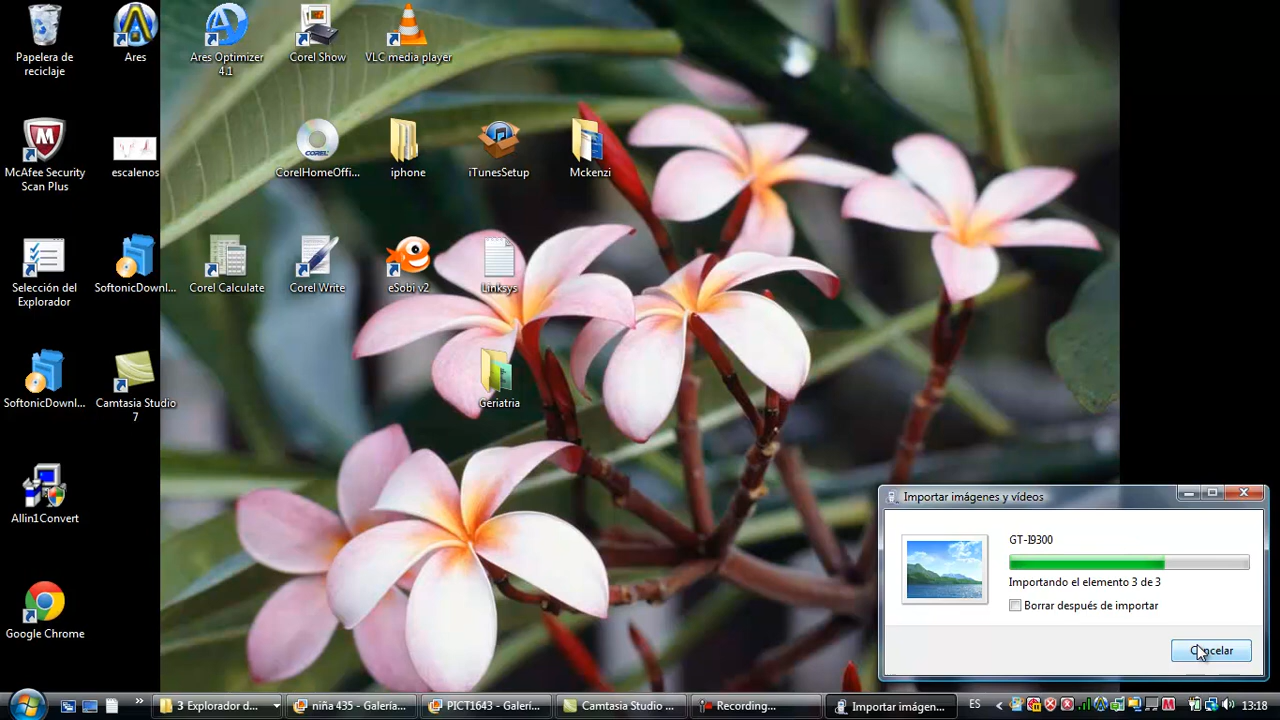 Papelera de
reciclaje
Ares
Ares Optimizer
4.1
Corel Show
VLC media player
McAfee Security
Scan Plus
escalenos
COREL
CorelHomeOffi...
iphone
iTunesSetup
Mckenzi
Selección del
Explorador
SoftonicDownl...
Corel Calculate
Corel Write
eSobi v2
Linksys
SoftonicDownl...
Camtasia Studio
7
Geriatria
Allin1Convert
Google Chrome
Importar imágenes y vídeos
GT-I9300
Importando el elemento 3 de 3
Borrar después de importar
Cancelar
3 Explorador d...
niña 435 - Galería...
PICT1643 - Galerí...
Camtasia Studio ...
Recording...
Importar imágen...
ES
13:18